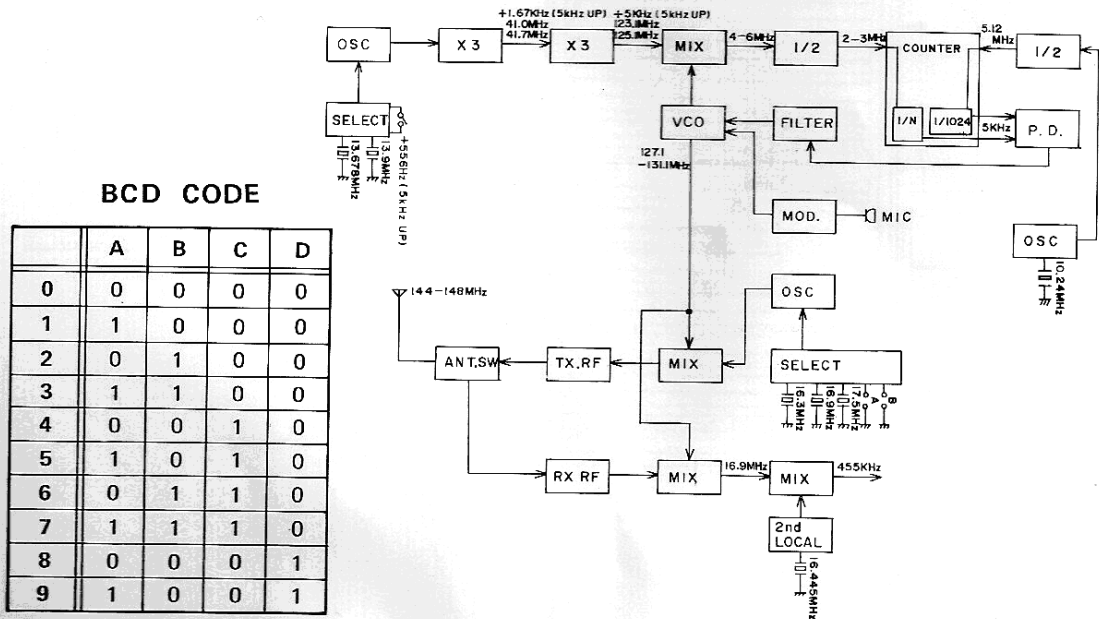 +1.67KHz (5kHz UP)
41.0MHz
41.7MHz
+5KHz (5kHz UP)
123.1MHz
125.1MHz
OSC
X3
X3
MIX
4-6MHz
1/2
2-3MHz
COUNTER
5.12
MHz
1/2
SELECT
13.678MHz
13.9MHz
+556Hz (5kHz UP)
VCO
FILTER
1/N
1/1024
5KHz
P. D.
127.1
-131.1MHz
MOD.
MIC
OSC
10.24MHz
144-148MHz
OSC
ANT.SW
TX.RF
MIX
SELECT
16.3MHz
16.9MHz
17.5MHz
A
B
RX RF
MIX
16.9MHz
MIX
455KHz
2nd
LOCAL
16.445MHz
BCD CODE
A B C D
0 0 0 0 0
1 1 0 0 0
2 0 1 0 0
3 1 1 0 0
4 0 0 1 0
5 1 0 1 0
6 0 1 1 0
7 1 1 1 0
8 0 0 0 1
9 1 0 0 1